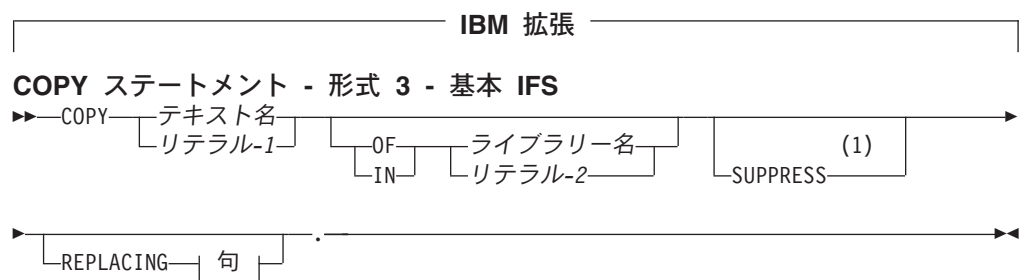 IBM 拡張
COPY ステートメント - 形式 3 - 基本 IFS
COPY テキスト名 OF ライブラリー名 (1)
リテラル-1 IN リテラル-2 SUPPRESS
.
REPLACING 句